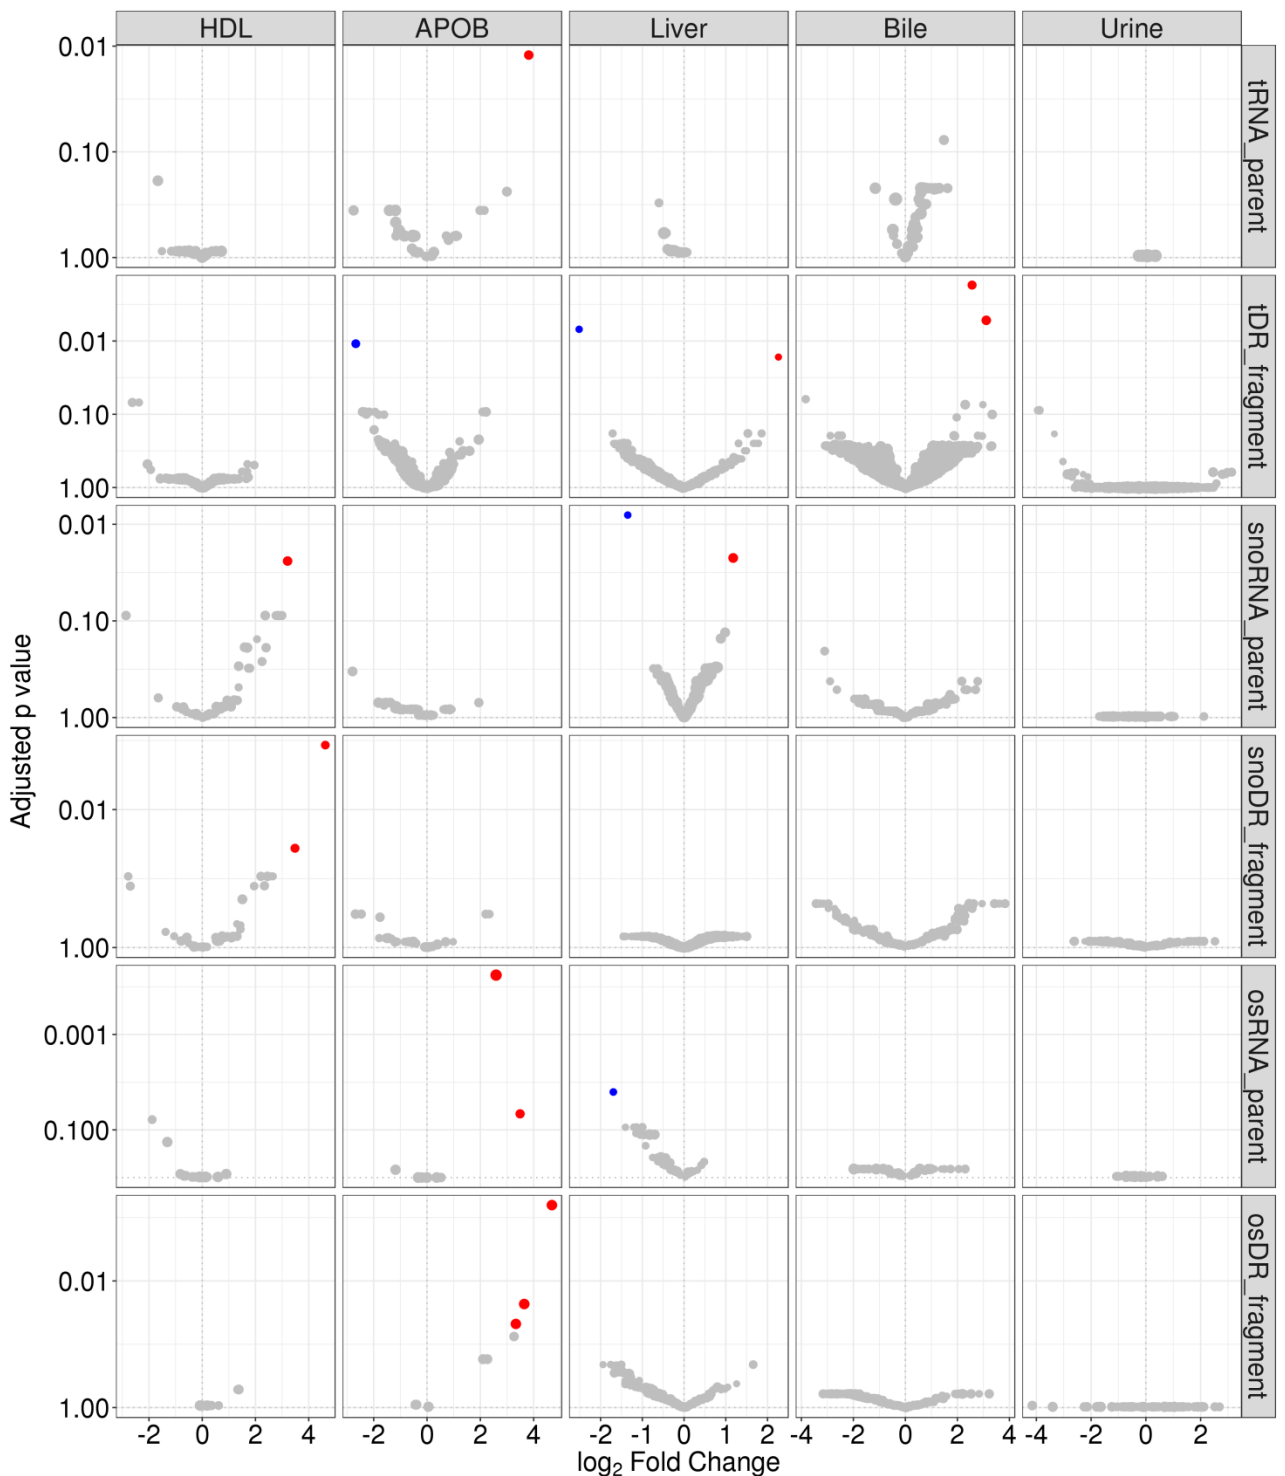 HDL APOB Liver Bile Urine
0.01
0.10
1.00
tRNA_parent
0.01
0.10
1.00
tDR_fragment
0.01
0.10
1.00
snoRNA_parent
0.01
1.00
snoDR_fragment
0.001
0.100
osRNA_parent
0.01
1.00
osDR_fragment
Adjusted p value
-2 0 2 4 -2 0 2 4 -2 -1 0 1 2 -4 -2 0 2 4 -4 -2 0 2
log2 Fold Change